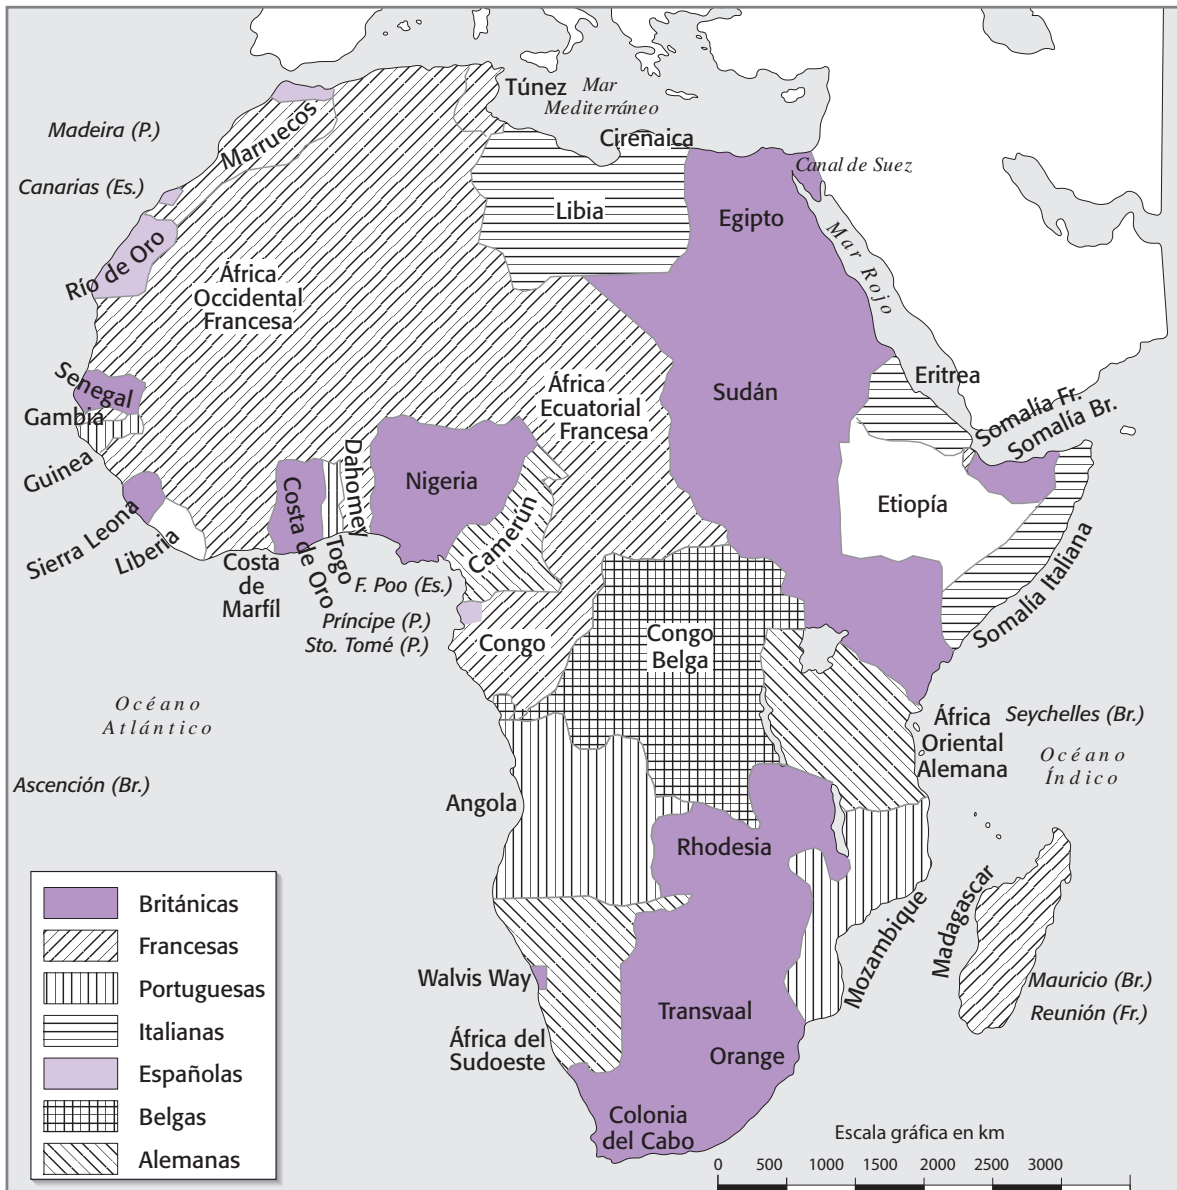 Túnez
Mar
Mediterráneo
Cirenaica
Canal de Suez
Madeira (P.)
Marruecos
Canarias (Es.)
Libia
Egipto
Mar Rojo
Río de Oro
África
Occidental
Francesa
Senegal
Gambia
Guinea
Sierra Leona
Liberia
Costa
de
Marfíl
Costa de Oro
Togo
Dahomey
Nigeria
Camerún
África
Ecuatorial
Francesa
Sudán
Eritrea
Somalía Fr.
Somalía Br.
Etiopía
Somalía Italiana
F. Poo (Es.)
Príncipe (P.)
Sto. Tomé (P.)
Congo
Congo
Belga
Océano
Atlántico
Ascención (Br.)
África
Oriental
Alemana
Seychelles (Br.)
Océano
Índico
Angola
Rhodesia
Mozambique
Madagascar
Mauricio (Br.)
Reunión (Fr.)
Walvis Way
África del
Sudoeste
Transvaal
Orange
Colonia
del Cabo
Británicas
Francesas
Portuguesas
Italianas
Españolas
Belgas
Alemanas
Escala gráfica en km
0 500 1000 1500 2000 2500 3000